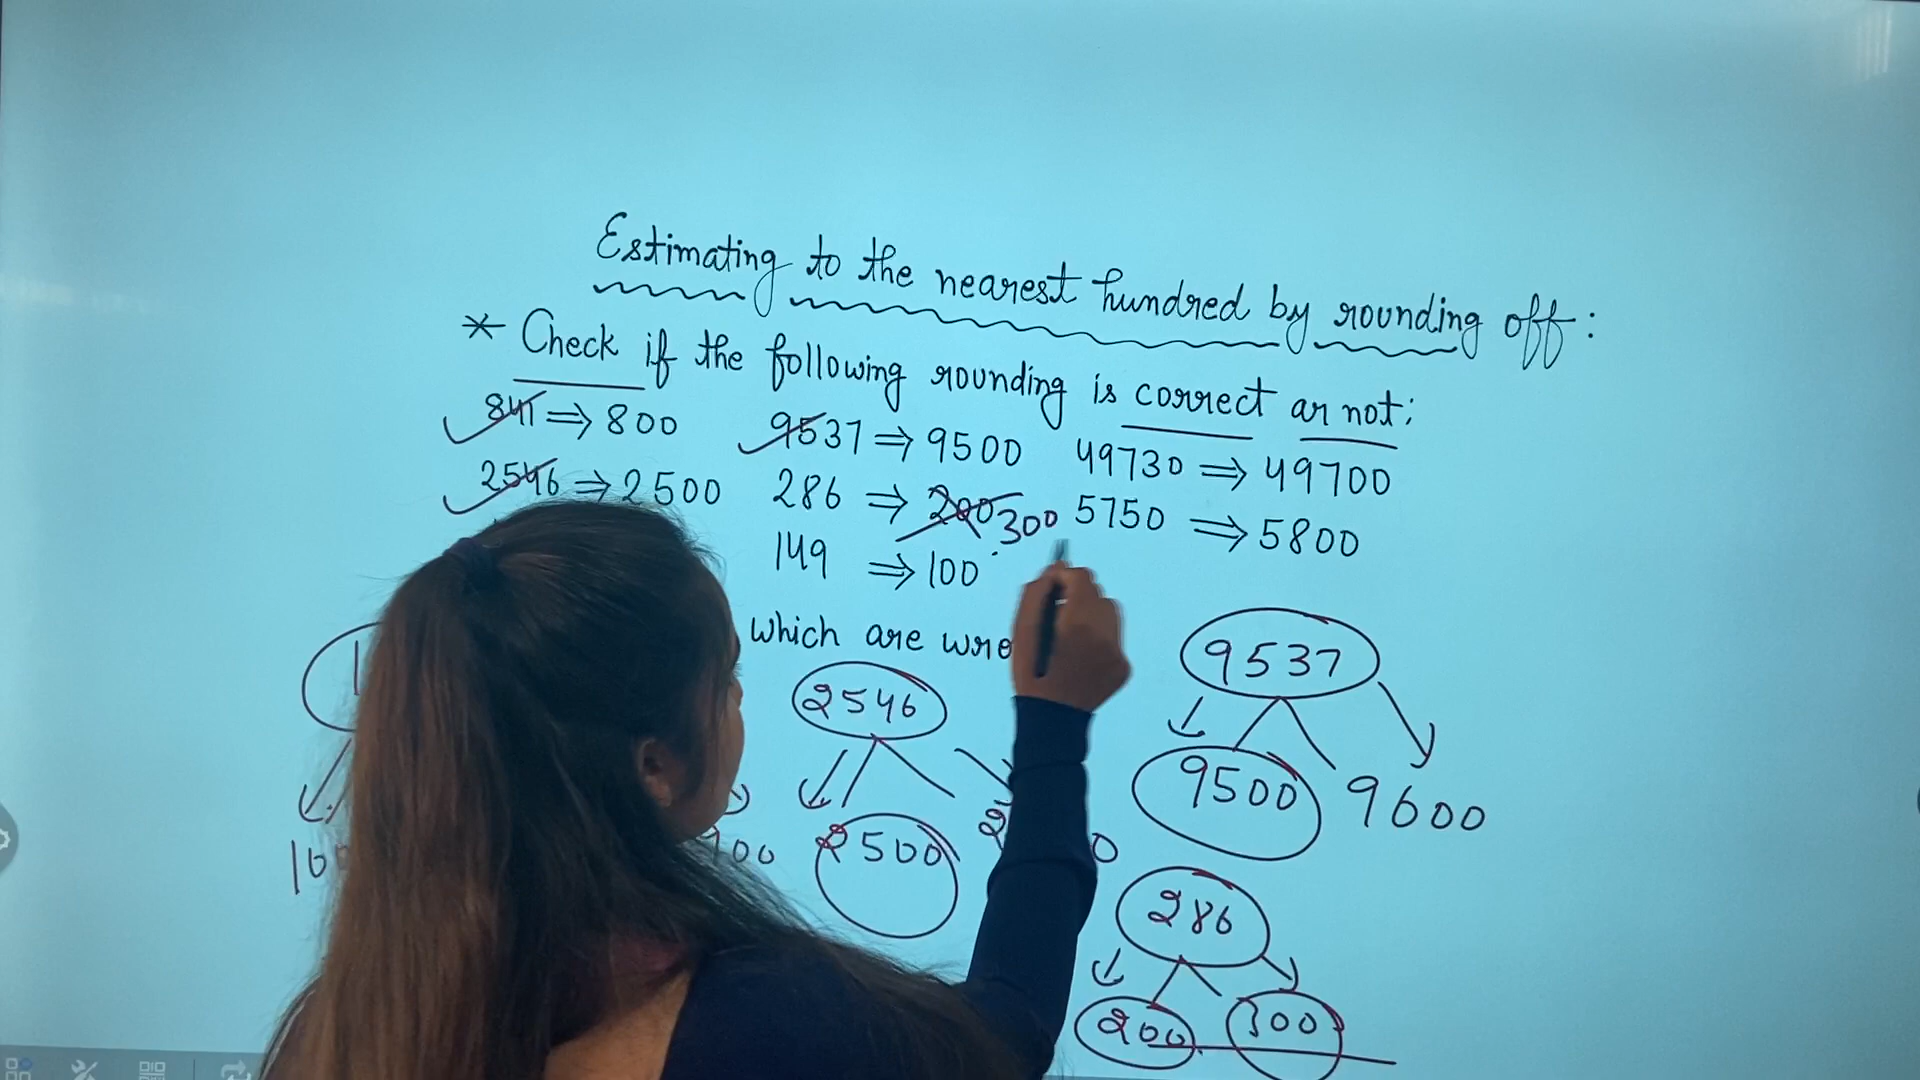 Estimating to the nearest hundred by rounding off:
* Check if the following rounding is correct or not:
841 ⇒ 800 9537 ⇒ 9500 49730 ⇒ 49700
2546 ⇒ 2500 286 ⇒ 200 300 5750 ⇒ 5800
149 ⇒ 100
which are
2546 9537
2500 9500 9600
286
200 300